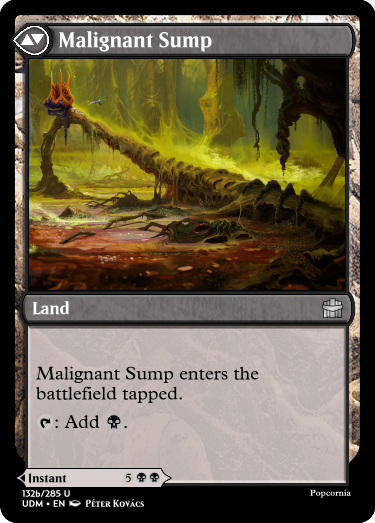 Malignant Sump
Land
Malignant Sump enters the
battlefield tapped.
: Add .
Instant 5
132b/285 U Popcornia
UDM • EN Péter Kovács